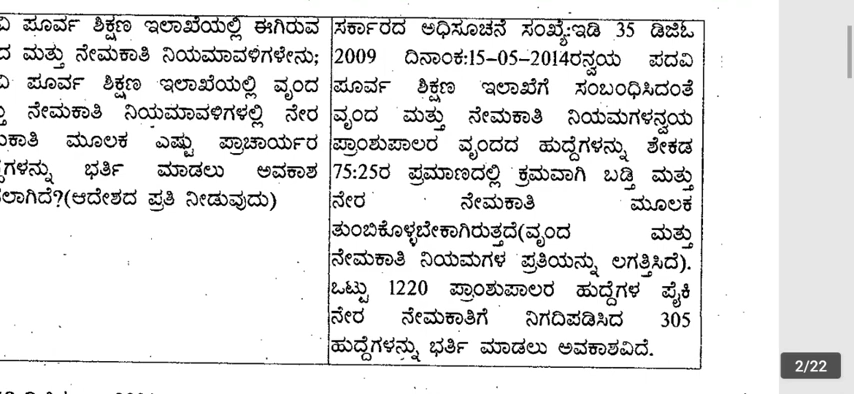 ಪೂರ್ವ ಶಿಕ್ಷಣ ಇಲಾಖೆಯಲ್ಲಿ ಈಗಿರುವ
ಮತ್ತು ನೇಮಕಾತಿ ನಿಯಮಾವಳಿಗಳೇನು;
ಪೂರ್ವ ಶಿಕ್ಷಣ ಇಲಾಖೆಯಲ್ಲಿ ವೃಂದ
ನೇಮಕಾತಿ ನಿಯಮಾವಳಿಗಳಲ್ಲಿ ನೇರ
ಮೂಲಕ ಎಷ್ಟು ಪ್ರಾಚಾರ್ಯರ
ಭರ್ತಿ ಮಾಡಲು ಅವಕಾಶ
(ಆದೇಶದ ಪ್ರತಿ ನೀಡುವುದು)
ಸರ್ಕಾರದ ಅಧಿಸೂಚನೆ ಸಂಖ್ಯೆ:ಇಡಿ 35 ಡಿಜಿಓ
2009 ದಿನಾಂಕ:15-05-2014ರನ್ವಯ ಪದವಿ
ಪೂರ್ವ ಶಿಕ್ಷಣ ಇಲಾಖೆಗೆ ಸಂಬಂಧಿಸಿದಂತೆ
ವೃಂದ ಮತ್ತು ನೇಮಕಾತಿ ನಿಯಮಗಳನ್ವಯ
ಪ್ರಾಂಶುಪಾಲರ ವೃಂದದ ಹುದ್ದೆಗಳನ್ನು ಶೇಕಡ
75:25ರ ಪ್ರಮಾಣದಲ್ಲಿ ಕ್ರಮವಾಗಿ ಬಡ್ತಿ ಮತ್ತು
ನೇರ ನೇಮಕಾತಿ ಮೂಲಕ
ತುಂಬಿಕೊಳ್ಳಬೇಕಾಗಿರುತ್ತದೆ(ವೃಂದ ಮತ್ತು
ನೇಮಕಾತಿ ನಿಯಮಗಳ ಪ್ರತಿಯನ್ನು ಲಗತ್ತಿಸಿದೆ).
ಒಟ್ಟು 1220 ಪ್ರಾಂಶುಪಾಲರ ಹುದ್ದೆಗಳ ಪೈಕಿ
ನೇರ ನೇಮಕಾತಿಗೆ ನಿಗದಿಪಡಿಸಿದ 305
ಹುದ್ದೆಗಳನ್ನು ಭರ್ತಿ ಮಾಡಲು ಅವಕಾಶವಿದೆ.
2/22